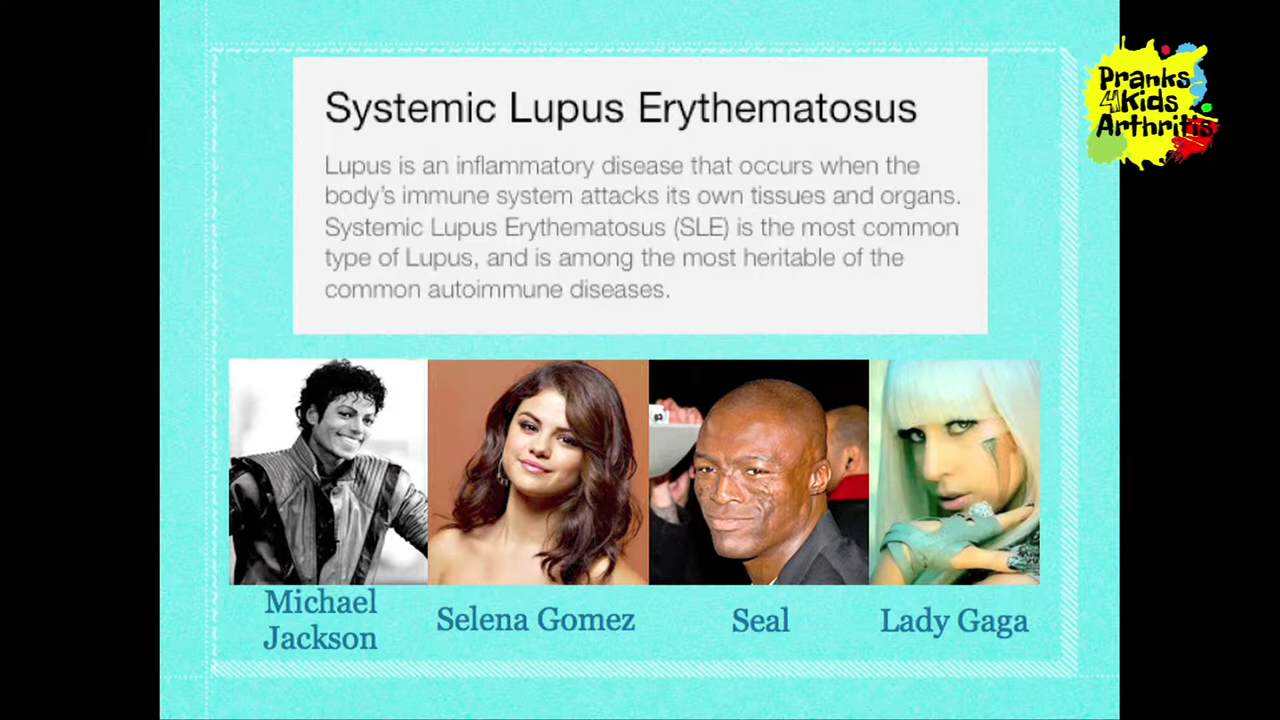 Systemic Lupus Erythematosus
Lupus is an inflammatory disease that occurs when the
body's immune system attacks its own tissues and organs.
Systemic Lupus Erythematosus (SLE) is the most common
type of Lupus, and is among the most heritable of the
common autoimmune diseases.
Pranks
4Kids
Arthritis
Michael
Jackson
Selena Gomez
Seal
Lady Gaga